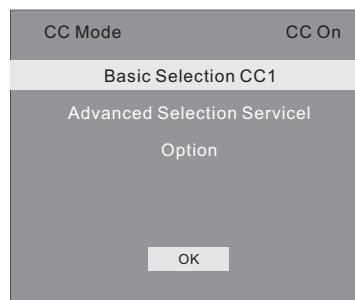 CC Mode CC On
Basic Selection CC1
Advanced Selection Servicel
Option
OK